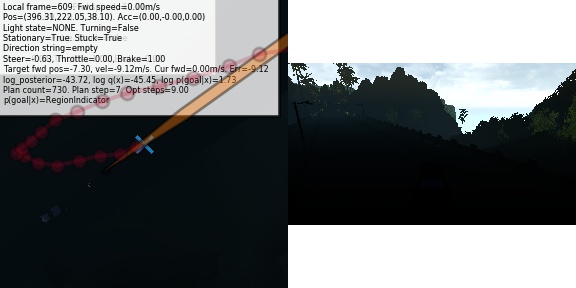 Local frame=609. Fwd speed=0.00m/s
Pos=(396.31,222.05,38.10). Acc=(0.00,-0.00,0.00)
Light state=NONE. Turning=False
Stationary=True. Stuck=True
Direction string=empty
Steer=-0.63, Throttle=0.00, Brake=1.00
Target fwd pos=-7.30, vel=-9.12m/s. Cur fwd=0.00m/s, Err=-9.12
log_posterior=-43.72, log q(x)=-45.45, log p(goal|x)=1.73
Plan count=730. Plan step=7. Opt steps=9.00
p(goal|x)=RegionIndicator